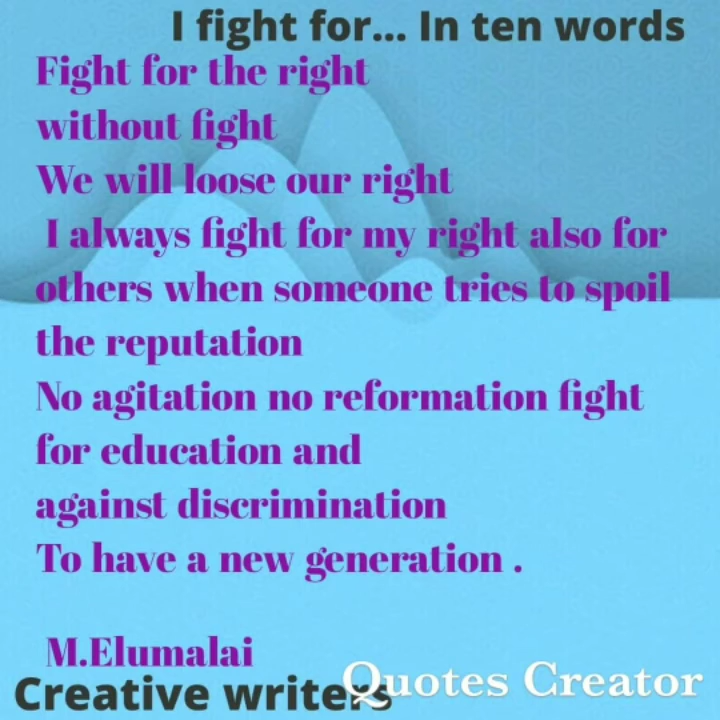 I fight for... In ten words
Fight for the right
without fight
We will loose our right
I always fight for my right also for
others when someone tries to spoil
the reputation
No agitation no reformation fight
for education and
against discrimination
To have a new generation .
M.Elumalai
Creative writers
Quotes Creator